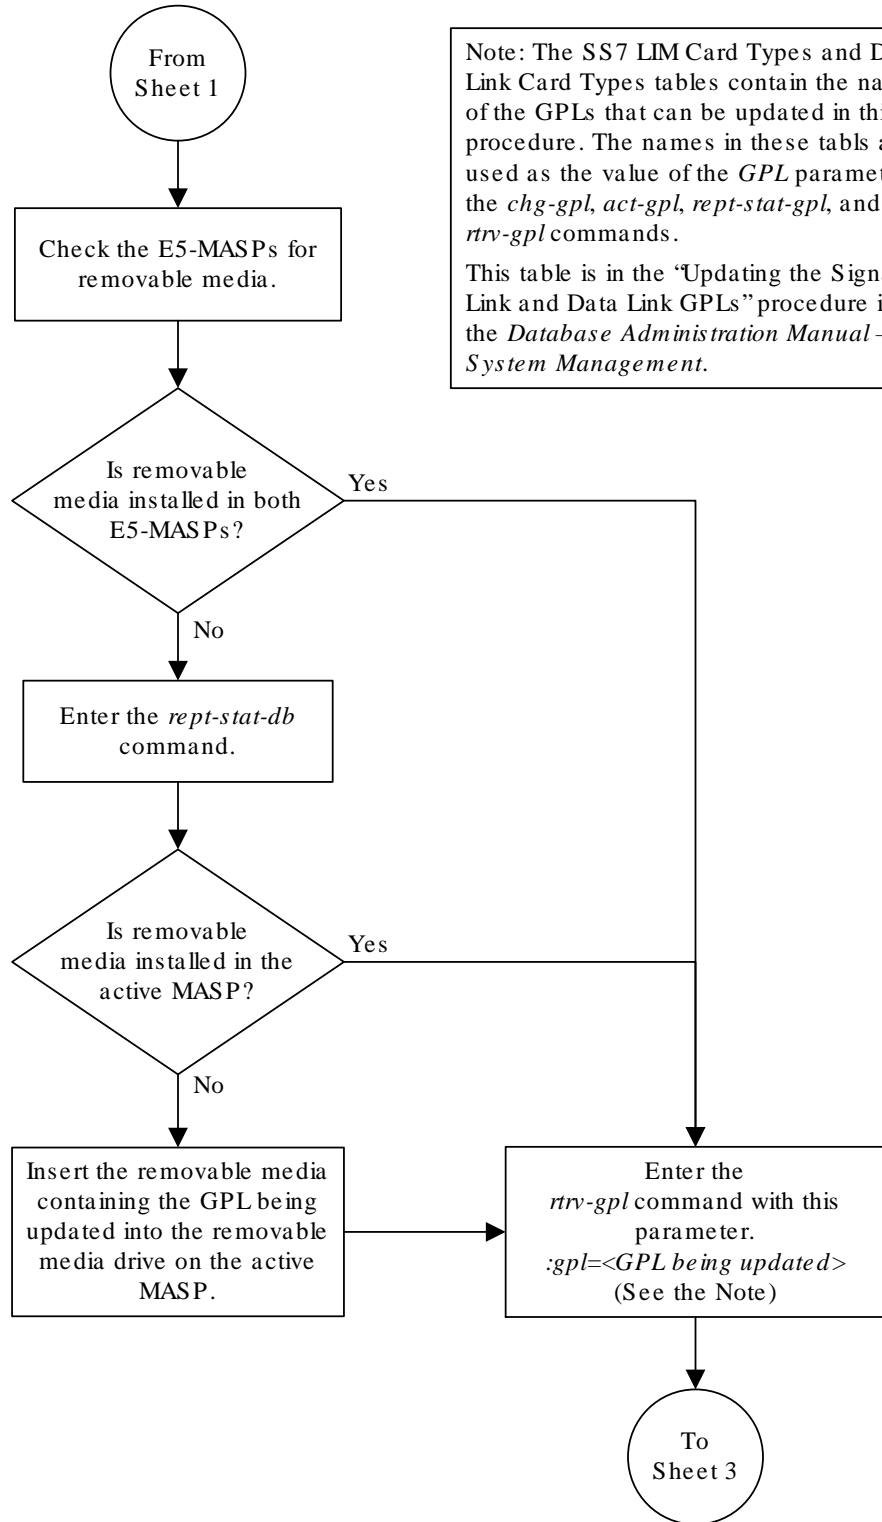 From
Sheet 1
Note: The SS7 LIM Card Types and D
Link Card Types tables contain the na
of the GPLs that can be updated in thi
procedure. The names in these tabls a
used as the value of the GPL paramet
the chg-gpl, act-gpl, rept-stat-gpl, and
rtrv-gpl commands.
This table is in the “Updating the Sign
Link and Data Link GPLs” procedure i
the Database Administration Manual –
System Management.
Check the E5-MASPs for
removable media.
Is removable
media installed in both
E5-MASPs?
Yes
No
Enter the rept-stat-db
command.
Is removable
media installed in the
active MASP?
Yes
No
Insert the removable media
containing the GPL being
updated into the removable
media drive on the active
MASP.
Enter the
rtrv-gpl command with this
parameter.
:gpl=<GPL being updated>
(See the Note)
To
Sheet 3